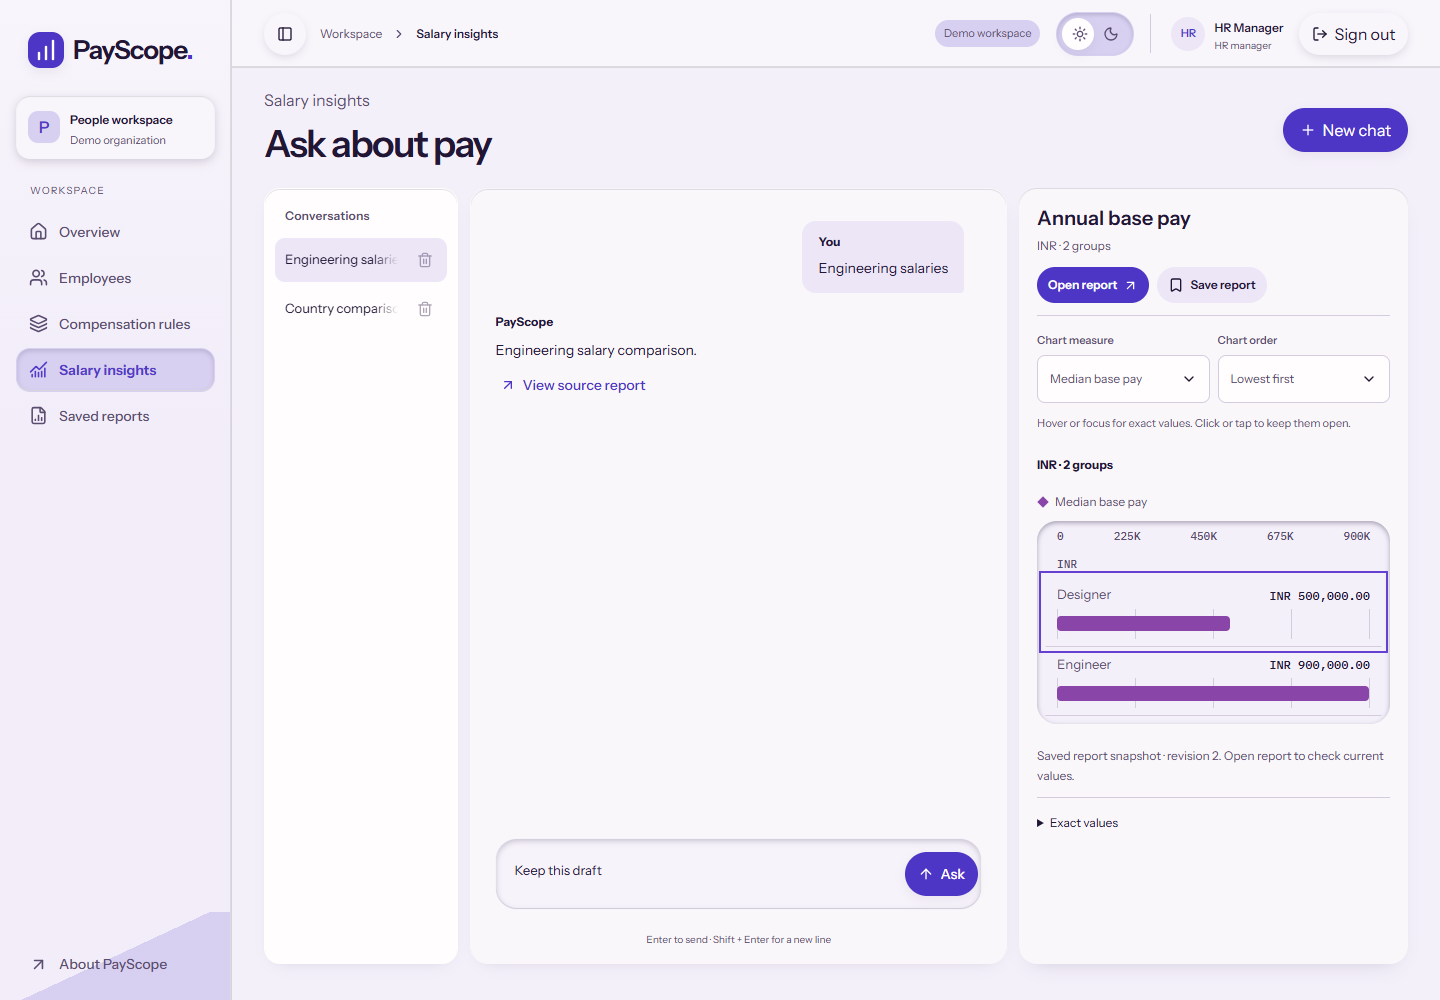 PayScope.
P
People workspace
Demo organization
WORKSPACE
Overview
Employees
Compensation rules
Salary insights
Saved reports
About PayScope
Workspace > Salary insights
Demo workspace
HR
HR Manager
HR manager
Sign out
Salary insights
Ask about pay
+ New chat
Conversations
Engineering salarie
Country comparisc
You
Engineering salaries
PayScope
Engineering salary comparison.
View source report
Keep this draft
Ask
Enter to send · Shift + Enter for a new line
Annual base pay
INR · 2 groups
Open report
Save report
Chart measure
Chart order
Median base pay
Lowest first
Hover or focus for exact values. Click or tap to keep them open.
INR · 2 groups
Median base pay
0 225K 450K 675K 900K
INR
Designer INR 500,000.00
Engineer INR 900,000.00
Saved report snapshot · revision 2. Open report to check current
values.
Exact values